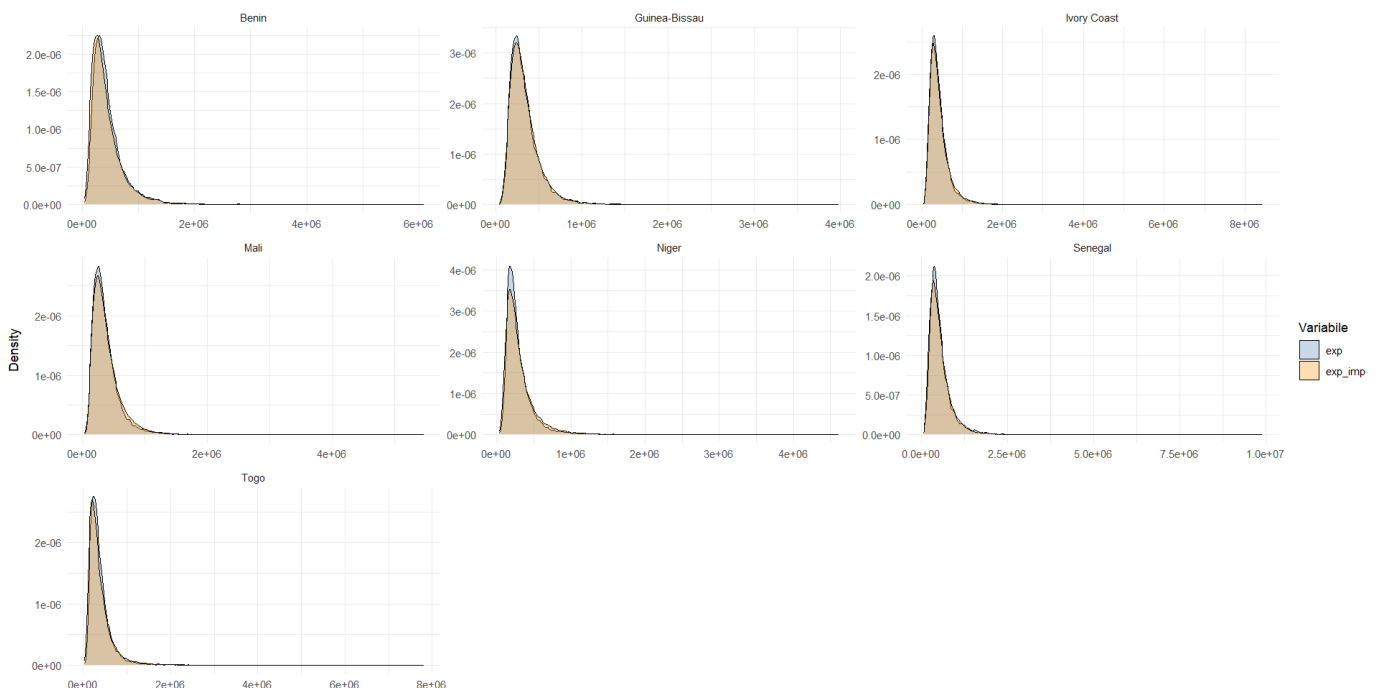 Benin
Guinea-Bissau
Ivory Coast
2.0e-06
1.5e-06
1.0e-06
5.0e-07
0.0e+00
3e-06
2e-06
1e-06
0e+00
2e-06
1e-06
0e+00
0e+00 2e+06 4e+06 6e+06
0e+00 1e+06 2e+06 3e+06 4e+06
0e+00 2e+06 4e+06 6e+06 8e+06
Mali
Niger
Senegal
Density
2e-06
1e-06
0e+00
4e-06
3e-06
2e-06
1e-06
0e+00
2.0e-06
1.5e-06
1.0e-06
5.0e-07
0.0e+00
0e+00 2e+06 4e+06
0e+00 1e+06 2e+06 3e+06 4e+06
0.0e+00 2.5e+06 5.0e+06 7.5e+06 1.0e+07
Togo
2e-06
1e-06
0e+00
0e+00 2e+06 4e+06 6e+06 8e+06
Variabile
exp
exp_imp